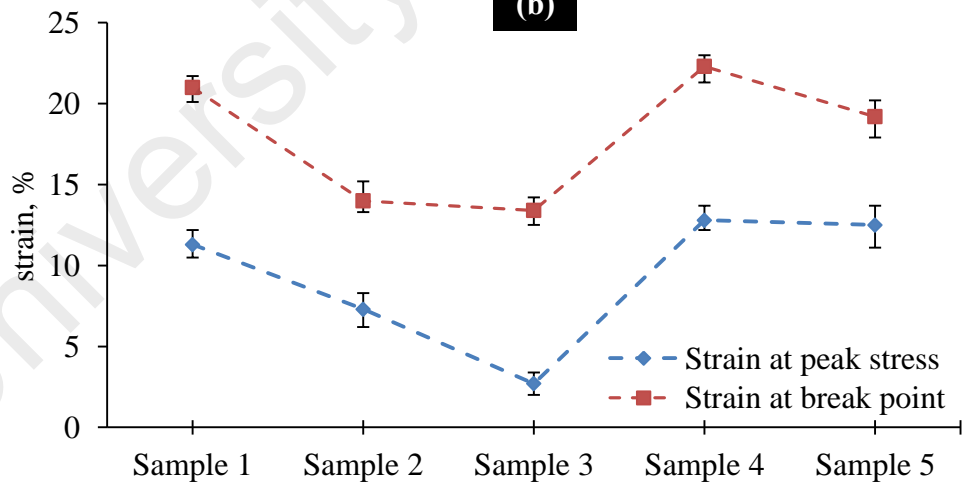 (b)
25
20
15
10
5
0
strain, %
Strain at peak stress
Strain at break point
Sample 1 Sample 2 Sample 3 Sample 4 Sample 5
University